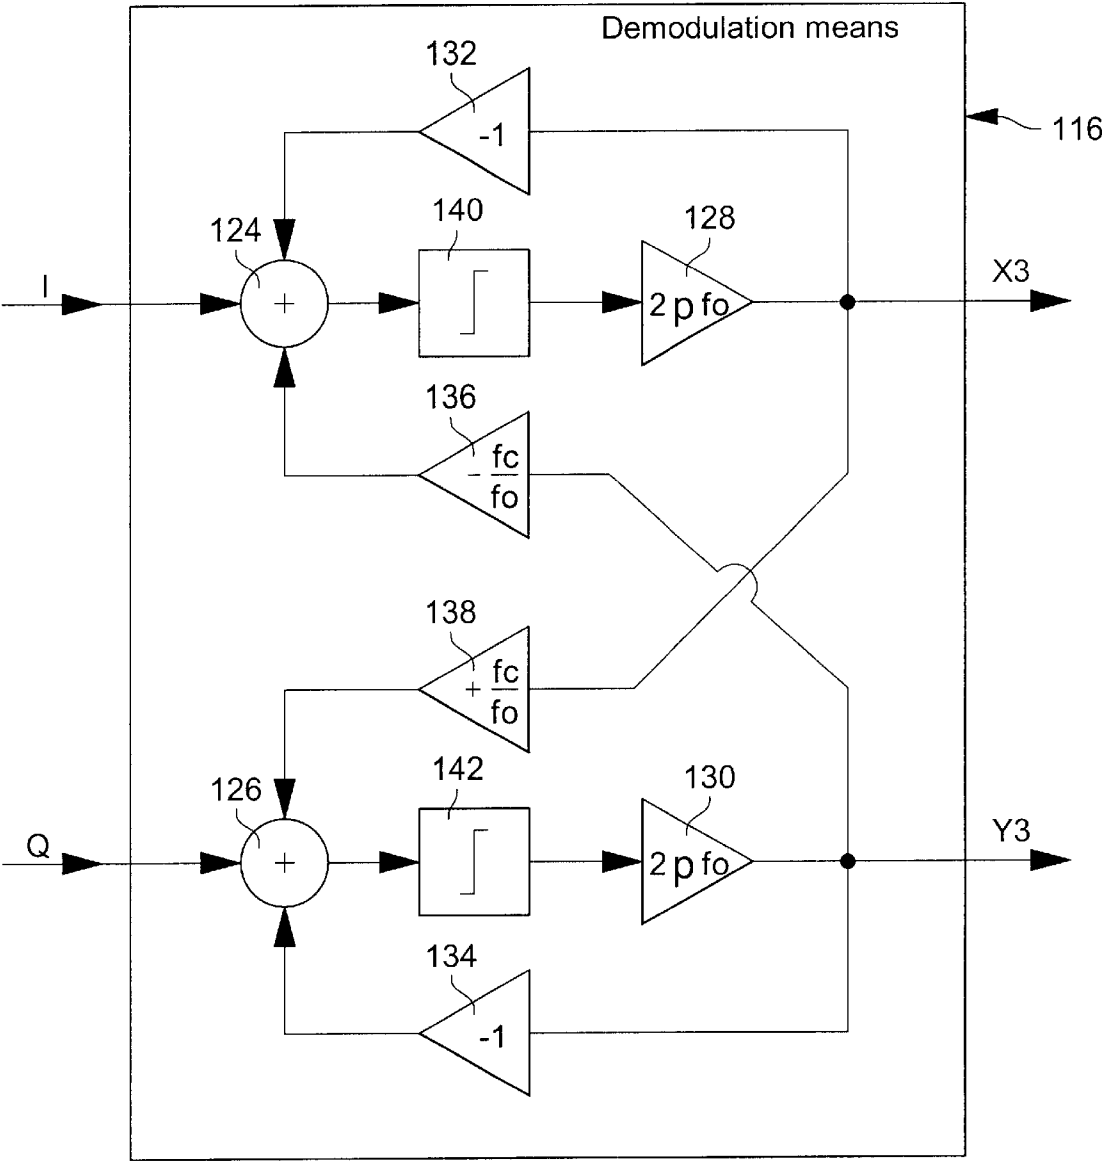 Demodulation means
132
-1
116
124
140
128
I
+
2 p fo
X3
136
- fc
fo
138
+ fc
fo
126
142
130
Q
+
2 p fo
Y3
134
-1